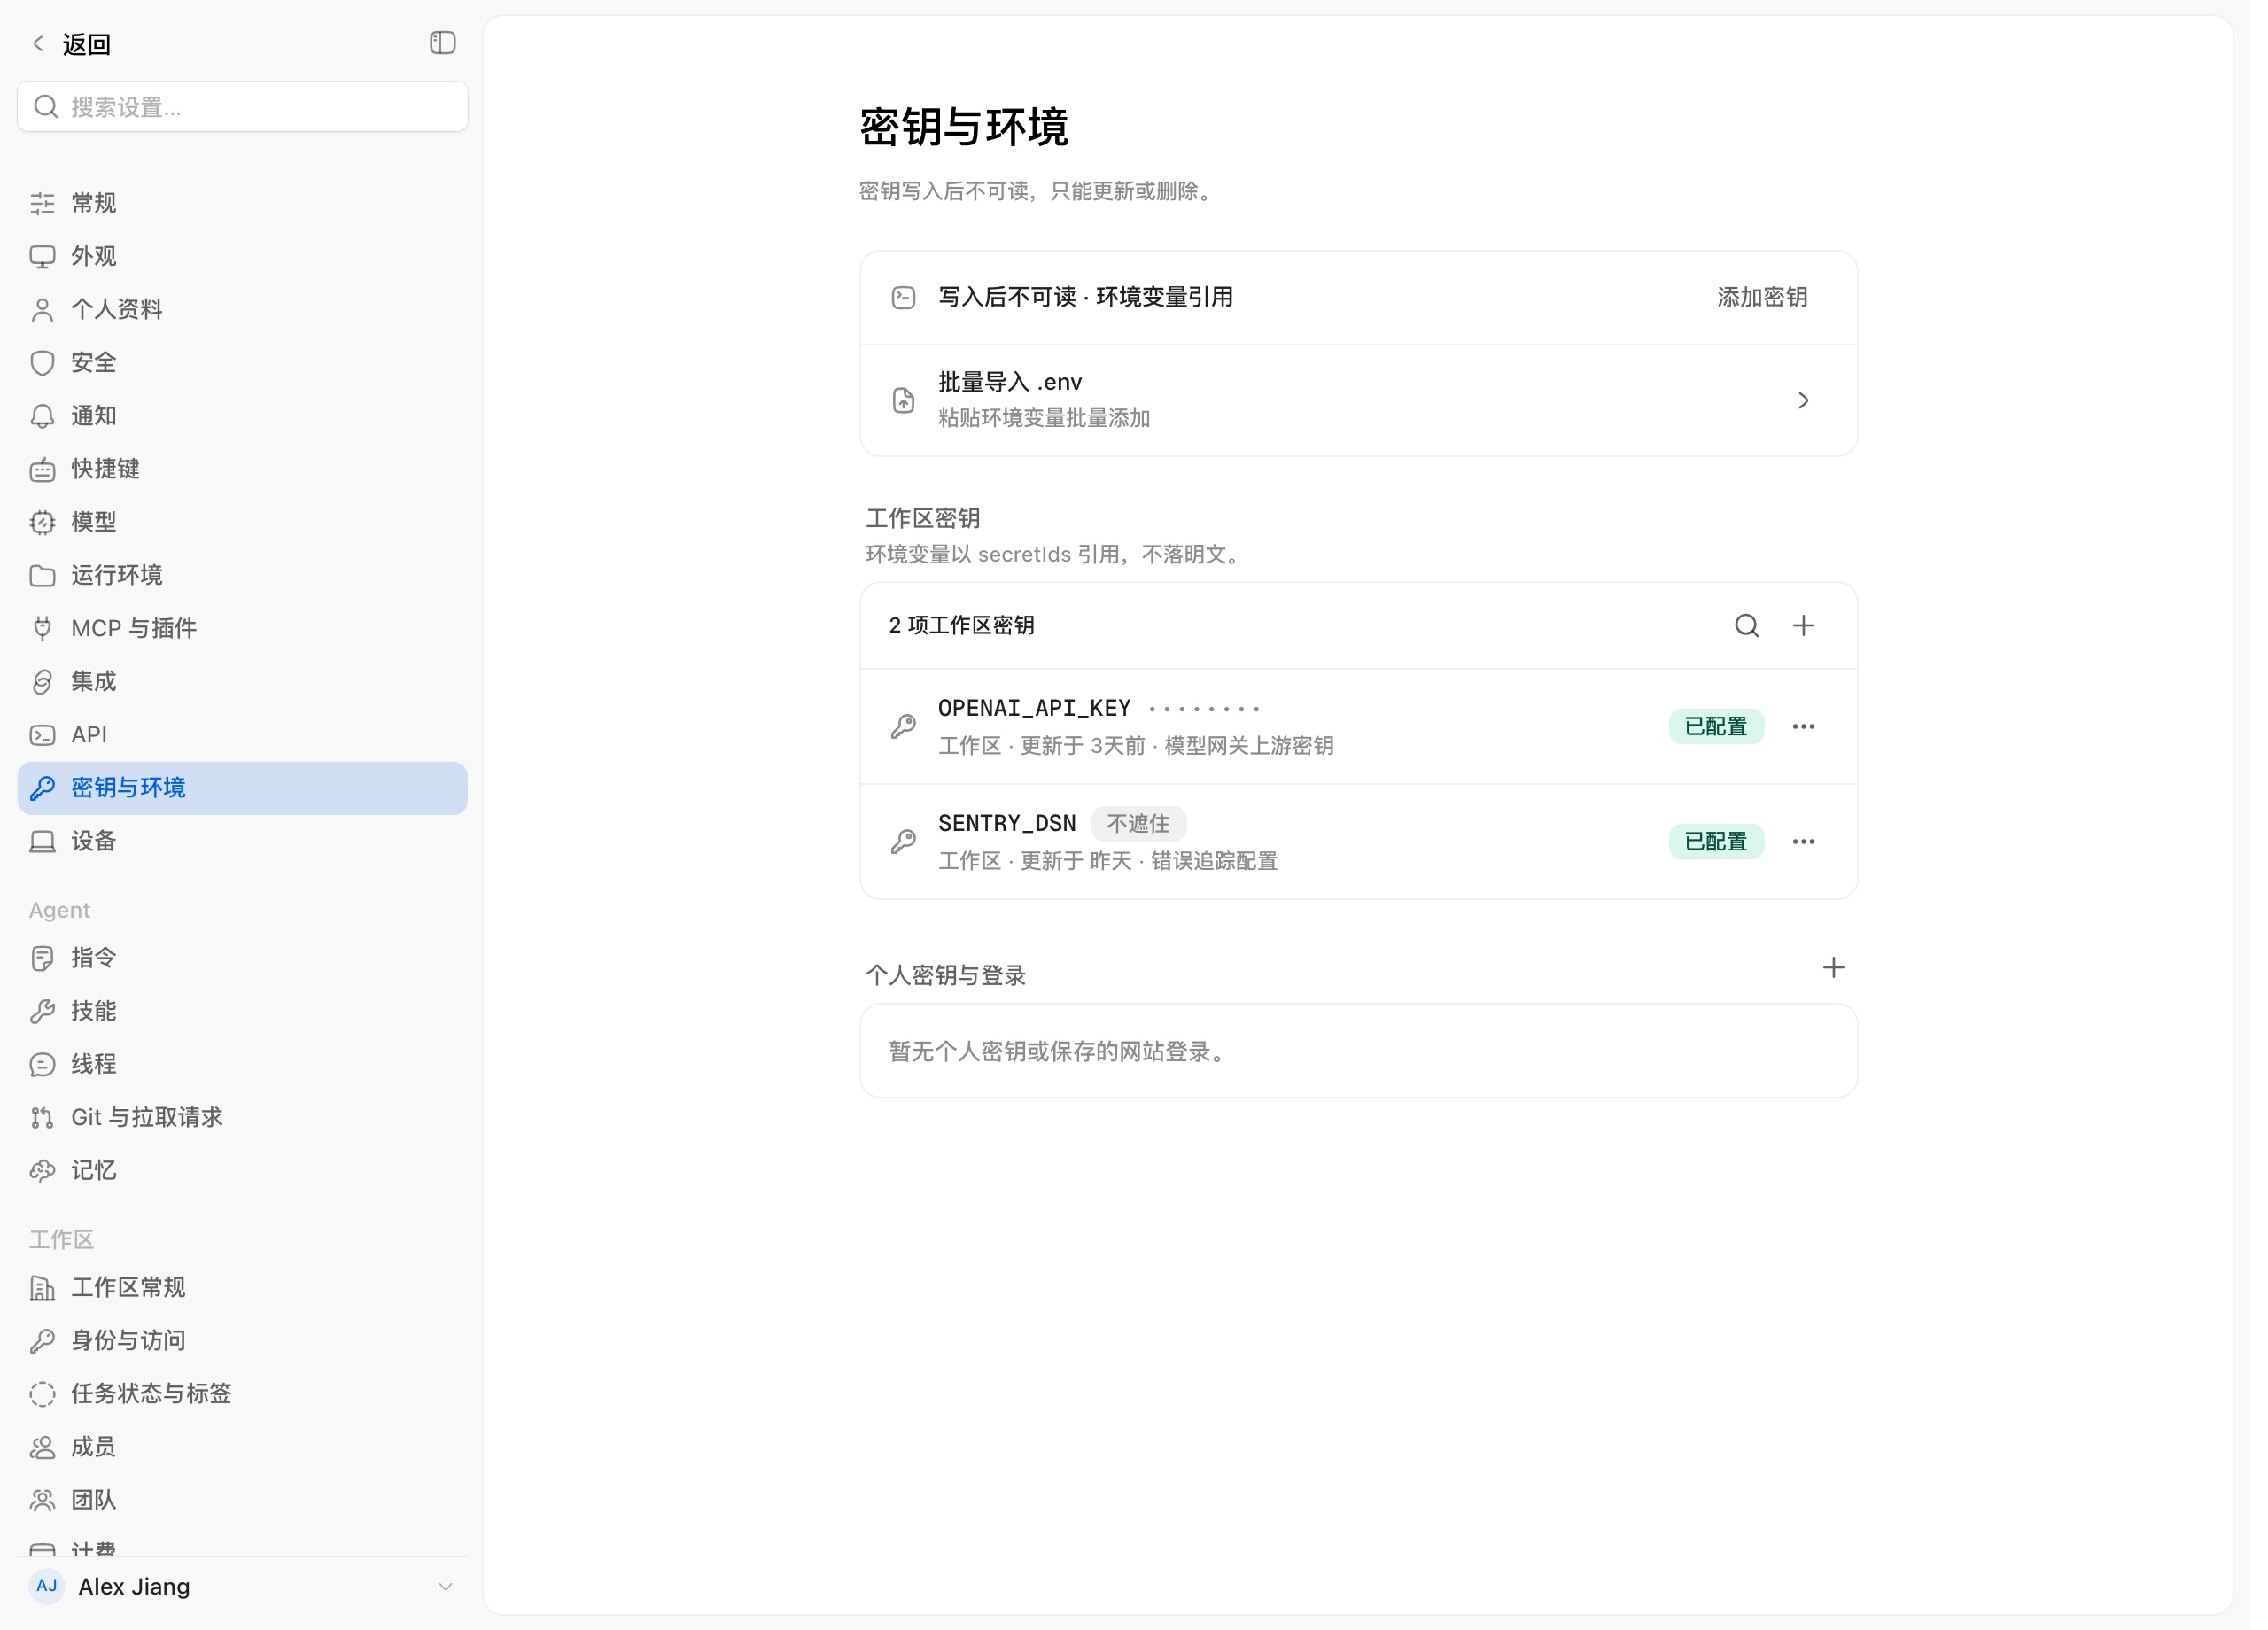 返回
搜索设置...
常规
外观
个人资料
安全
通知
快捷键
模型
运行环境
MCP 与插件
集成
API
密钥与环境
设备
Agent
指令
技能
线程
Git 与拉取请求
记忆
工作区
工作区常规
身份与访问
任务状态与标签
成员
团队
计费
AJ Alex Jiang
密钥与环境
密钥写入后不可读，只能更新或删除。
写入后不可读 · 环境变量引用 添加密钥
批量导入 .env
粘贴环境变量批量添加
工作区密钥
环境变量以 secretIds 引用，不落明文。
2 项工作区密钥
OPENAI_API_KEY ········ 已配置
工作区 · 更新于 3天前 · 模型网关上游密钥
SENTRY_DSN 不遮住 已配置
工作区 · 更新于 昨天 · 错误追踪配置
个人密钥与登录
暂无个人密钥或保存的网站登录。